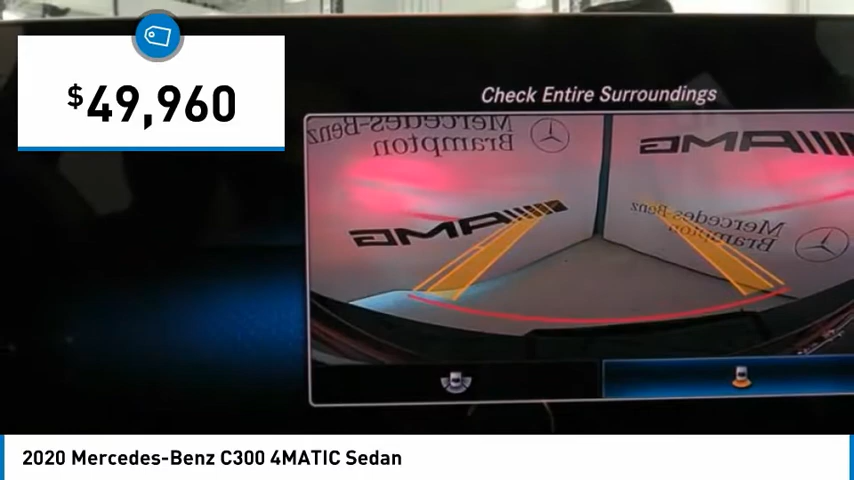 $49,960
Check Entire Surroundings
Mercedes-Benz
Brampton
AMG
AMG
Mercedes-Benz
Brampton
2020 Mercedes-Benz C300 4MATIC Sedan